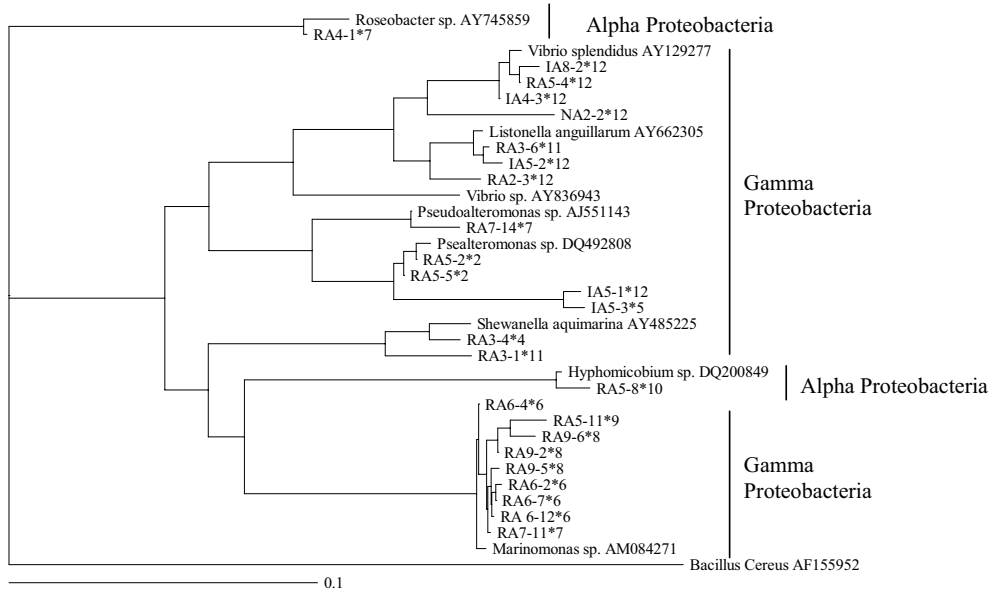 Roseobacter sp. AY745859
RA4-1*7
Alpha Proteobacteria
Vibrio splendidus AY129277
IA8-2*12
RA5-4*12
IA4-3*12
NA2-2*12
Listonella anguillarum AY662305
RA3-6*11
IA5-2*12
RA2-3*12
Vibrio sp. AY836943
Pseudoalteromonas sp. AJ551143
RA7-14*7
Psealteromonas sp. DQ492808
RA5-2*2
RA5-5*2
IA5-1*12
IA5-3*5
Shewanella aquimarina AY485225
RA3-4*4
RA3-1*11
Gamma
Proteobacteria
Hyphomicobium sp. DQ200849
RA5-8*10
Alpha Proteobacteria
RA6-4*6
RA5-11*9
RA9-6*8
RA9-2*8
RA9-5*8
RA6-2*6
RA6-7*6
RA 6-12*6
RA7-11*7
Marinomonas sp. AM084271
Gamma
Proteobacteria
Bacillus Cereus AF155952
0.1